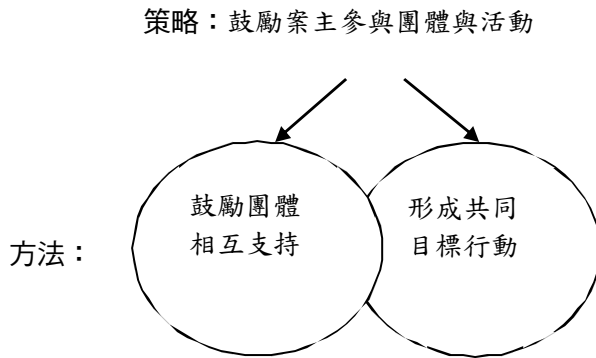 策略：鼓勵案主參與團體與活動
鼓勵團體
相互支持
形成共同
目標行動
方法：